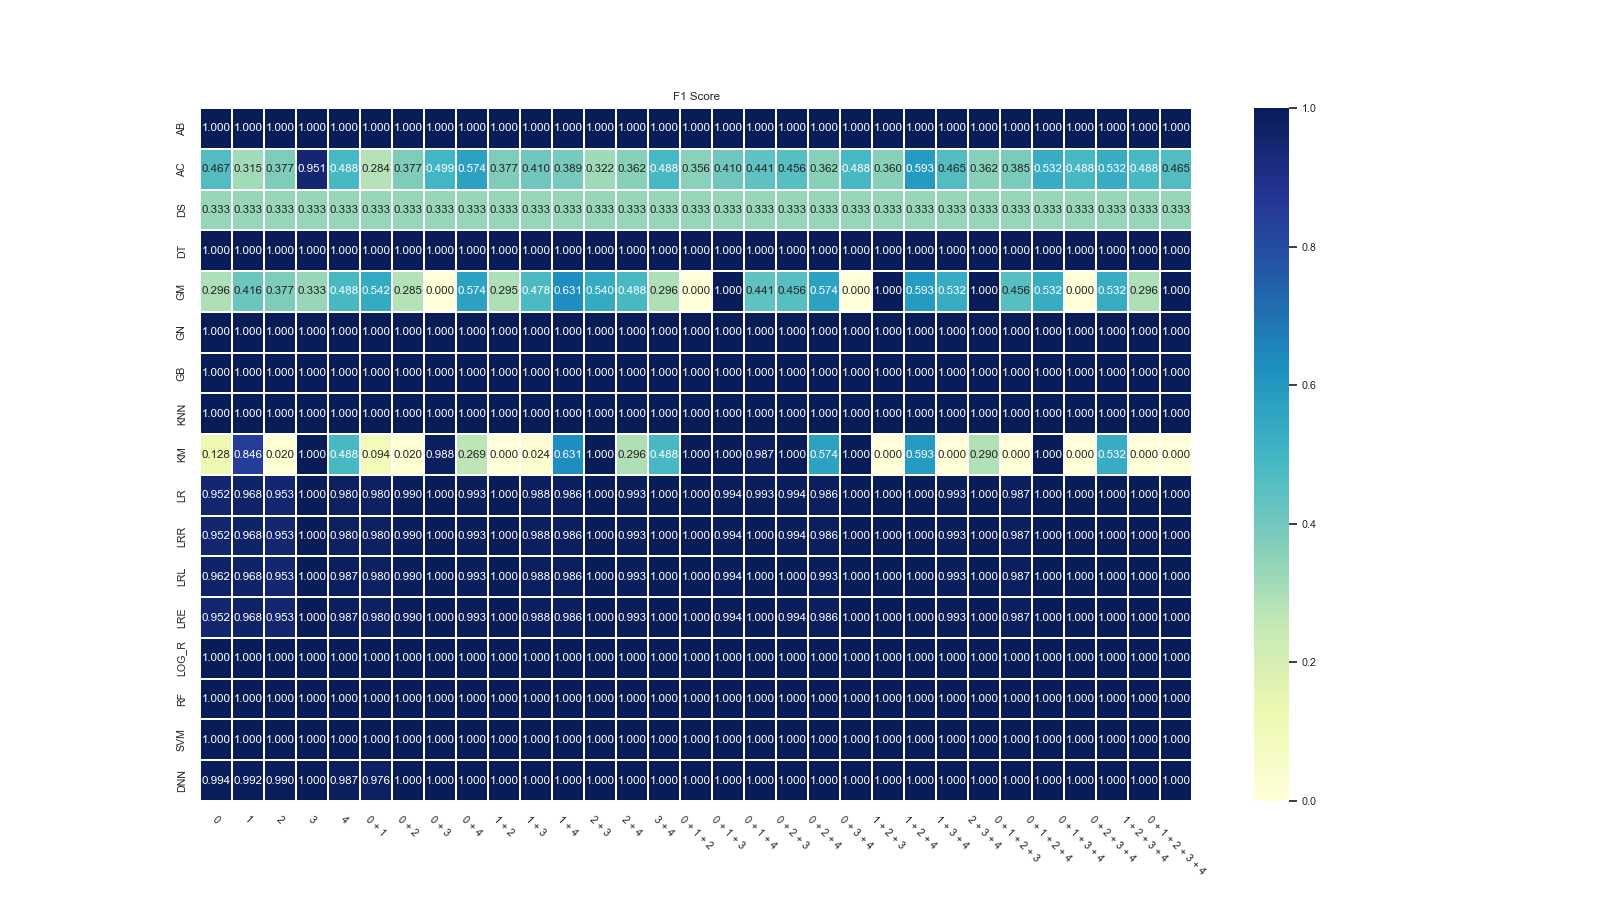 F1 Score
AB 1.000 1.000 1.000 1.000 1.000 1.000 1.000 1.000 1.000 1.000 1.000 1.000 1.000 1.000 1.000 1.000 1.000 1.000 1.000 1.000 1.000 1.000 1.000 1.000 1.000 1.000 1.000 1.000 1.000 1.000 1.000
AC 0.467 0.315 0.377 0.951 0.488 0.284 0.377 0.499 0.574 0.377 0.410 0.389 0.322 0.362 0.488 0.356 0.410 0.441 0.456 0.362 0.488 0.360 0.593 0.465 0.362 0.385 0.532 0.488 0.532 0.488 0.465
DS 0.333 0.333 0.333 0.333 0.333 0.333 0.333 0.333 0.333 0.333 0.333 0.333 0.333 0.333 0.333 0.333 0.333 0.333 0.333 0.333 0.333 0.333 0.333 0.333 0.333 0.333 0.333 0.333 0.333 0.333 0.333
DT 1.000 1.000 1.000 1.000 1.000 1.000 1.000 1.000 1.000 1.000 1.000 1.000 1.000 1.000 1.000 1.000 1.000 1.000 1.000 1.000 1.000 1.000 1.000 1.000 1.000 1.000 1.000 1.000 1.000 1.000 1.000
GM 0.296 0.416 0.377 0.333 0.488 0.542 0.285 0.000 0.574 0.295 0.478 0.631 0.540 0.488 0.296 0.000 1.000 0.441 0.456 0.574 0.000 1.000 0.593 0.532 1.000 0.456 0.532 0.000 0.532 0.296 1.000
GN 1.000 1.000 1.000 1.000 1.000 1.000 1.000 1.000 1.000 1.000 1.000 1.000 1.000 1.000 1.000 1.000 1.000 1.000 1.000 1.000 1.000 1.000 1.000 1.000 1.000 1.000 1.000 1.000 1.000 1.000 1.000
GB 1.000 1.000 1.000 1.000 1.000 1.000 1.000 1.000 1.000 1.000 1.000 1.000 1.000 1.000 1.000 1.000 1.000 1.000 1.000 1.000 1.000 1.000 1.000 1.000 1.000 1.000 1.000 1.000 1.000 1.000 1.000
KNN 1.000 1.000 1.000 1.000 1.000 1.000 1.000 1.000 1.000 1.000 1.000 1.000 1.000 1.000 1.000 1.000 1.000 1.000 1.000 1.000 1.000 1.000 1.000 1.000 1.000 1.000 1.000 1.000 1.000 1.000 1.000
KM 0.128 0.846 0.020 1.000 0.488 0.094 0.020 0.988 0.269 0.000 0.024 0.631 1.000 0.296 0.488 1.000 1.000 0.987 1.000 0.574 1.000 0.000 0.593 0.000 0.290 0.000 1.000 0.000 0.532 0.000 0.000
LR 0.952 0.968 0.953 1.000 0.980 0.980 0.990 1.000 0.993 1.000 0.988 0.986 1.000 0.993 1.000 1.000 0.994 0.993 0.994 0.986 1.000 1.000 1.000 0.993 1.000 0.987 1.000 1.000 1.000 1.000 1.000
LRR 0.952 0.968 0.953 1.000 0.980 0.980 0.990 1.000 0.993 1.000 0.988 0.986 1.000 0.993 1.000 1.000 0.994 1.000 0.994 0.986 1.000 1.000 1.000 0.993 1.000 0.987 1.000 1.000 1.000 1.000 1.000
LRL 0.962 0.968 0.953 1.000 0.987 0.980 0.990 1.000 0.993 1.000 0.988 0.986 1.000 0.993 1.000 1.000 0.994 1.000 1.000 0.993 1.000 1.000 1.000 0.993 1.000 0.987 1.000 1.000 1.000 1.000 1.000
LRE 0.952 0.968 0.953 1.000 0.987 0.980 0.990 1.000 0.993 1.000 0.988 0.986 1.000 0.993 1.000 1.000 0.994 1.000 0.994 0.986 1.000 1.000 1.000 0.993 1.000 0.987 1.000 1.000 1.000 1.000 1.000
LOG_R 1.000 1.000 1.000 1.000 1.000 1.000 1.000 1.000 1.000 1.000 1.000 1.000 1.000 1.000 1.000 1.000 1.000 1.000 1.000 1.000 1.000 1.000 1.000 1.000 1.000 1.000 1.000 1.000 1.000 1.000 1.000
RF 1.000 1.000 1.000 1.000 1.000 1.000 1.000 1.000 1.000 1.000 1.000 1.000 1.000 1.000 1.000 1.000 1.000 1.000 1.000 1.000 1.000 1.000 1.000 1.000 1.000 1.000 1.000 1.000 1.000 1.000 1.000
SVM 1.000 1.000 1.000 1.000 1.000 1.000 1.000 1.000 1.000 1.000 1.000 1.000 1.000 1.000 1.000 1.000 1.000 1.000 1.000 1.000 1.000 1.000 1.000 1.000 1.000 1.000 1.000 1.000 1.000 1.000 1.000
DNN 0.994 0.992 0.990 1.000 0.987 0.976 1.000 1.000 1.000 1.000 1.000 1.000 1.000 1.000 1.000 1.000 1.000 1.000 1.000 1.000 1.000 1.000 1.000 1.000 1.000 1.000 1.000 1.000 1.000 1.000 1.000
0
1
2
3
4
0 + 1
0 + 2
0 + 3
0 + 4
1 + 2
1 + 3
1 + 4
2 + 3
2 + 4
3 + 4
0 + 1 + 2
0 + 1 + 3
0 + 1 + 4
0 + 2 + 3
0 + 2 + 4
0 + 3 + 4
1 + 2 + 3
1 + 2 + 4
1 + 3 + 4
2 + 3 + 4
0 + 1 + 2 + 3
0 + 1 + 2 + 4
0 + 1 + 3 + 4
0 + 2 + 3 + 4
1 + 2 + 3 + 4
0 + 1 + 2 + 3 + 4
1.0
0.8
0.6
0.4
0.2
0.0